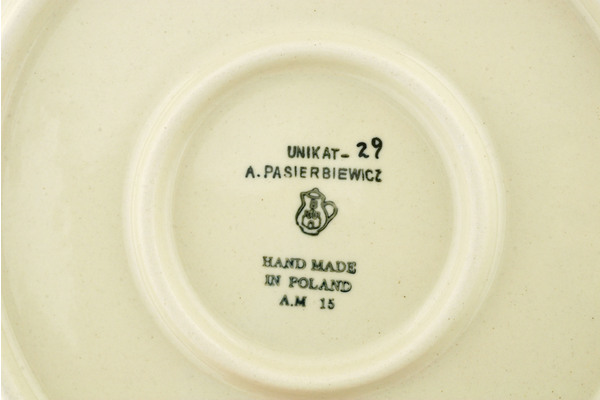 UNIKAT- 29
A. PASIERBIEWICZ
HAND MADE
IN POLAND
A.M 15